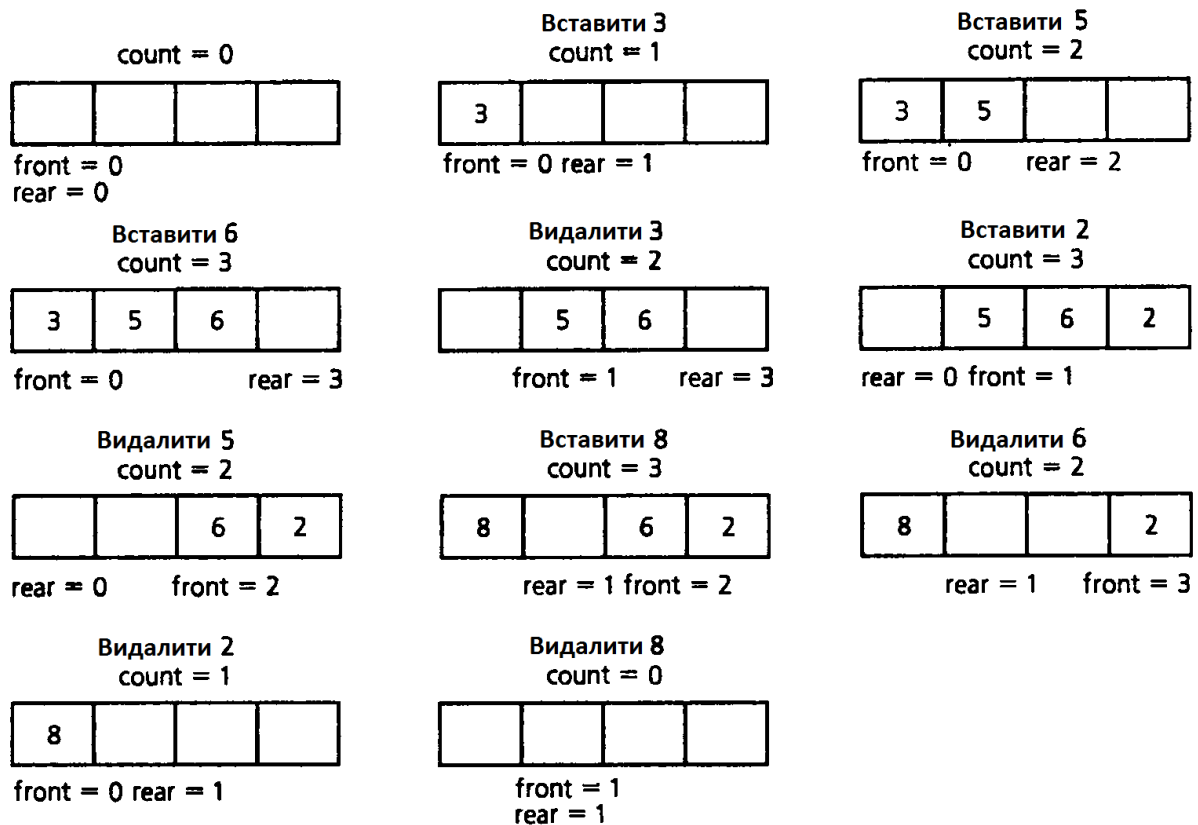 count = 0
3
front = 0
rear = 0
Вставити 3
count = 1
front = 0 rear = 1
Вставити 5
count = 2
3 5
front = 0 rear = 2
Вставити 6
count = 3
3 5 6
front = 0 rear = 3
Видалити 3
count = 2
5 6
front = 1 rear = 3
Вставити 2
count = 3
5 6 2
rear = 0 front = 1
Видалити 5
count = 2
6 2
rear = 0 front = 2
Вставити 8
count = 3
8 6 2
rear = 1 front = 2
Видалити 6
count = 2
8 2
rear = 1 front = 3
Видалити 2
count = 1
8
front = 0 rear = 1
Видалити 8
count = 0
front = 1
rear = 1